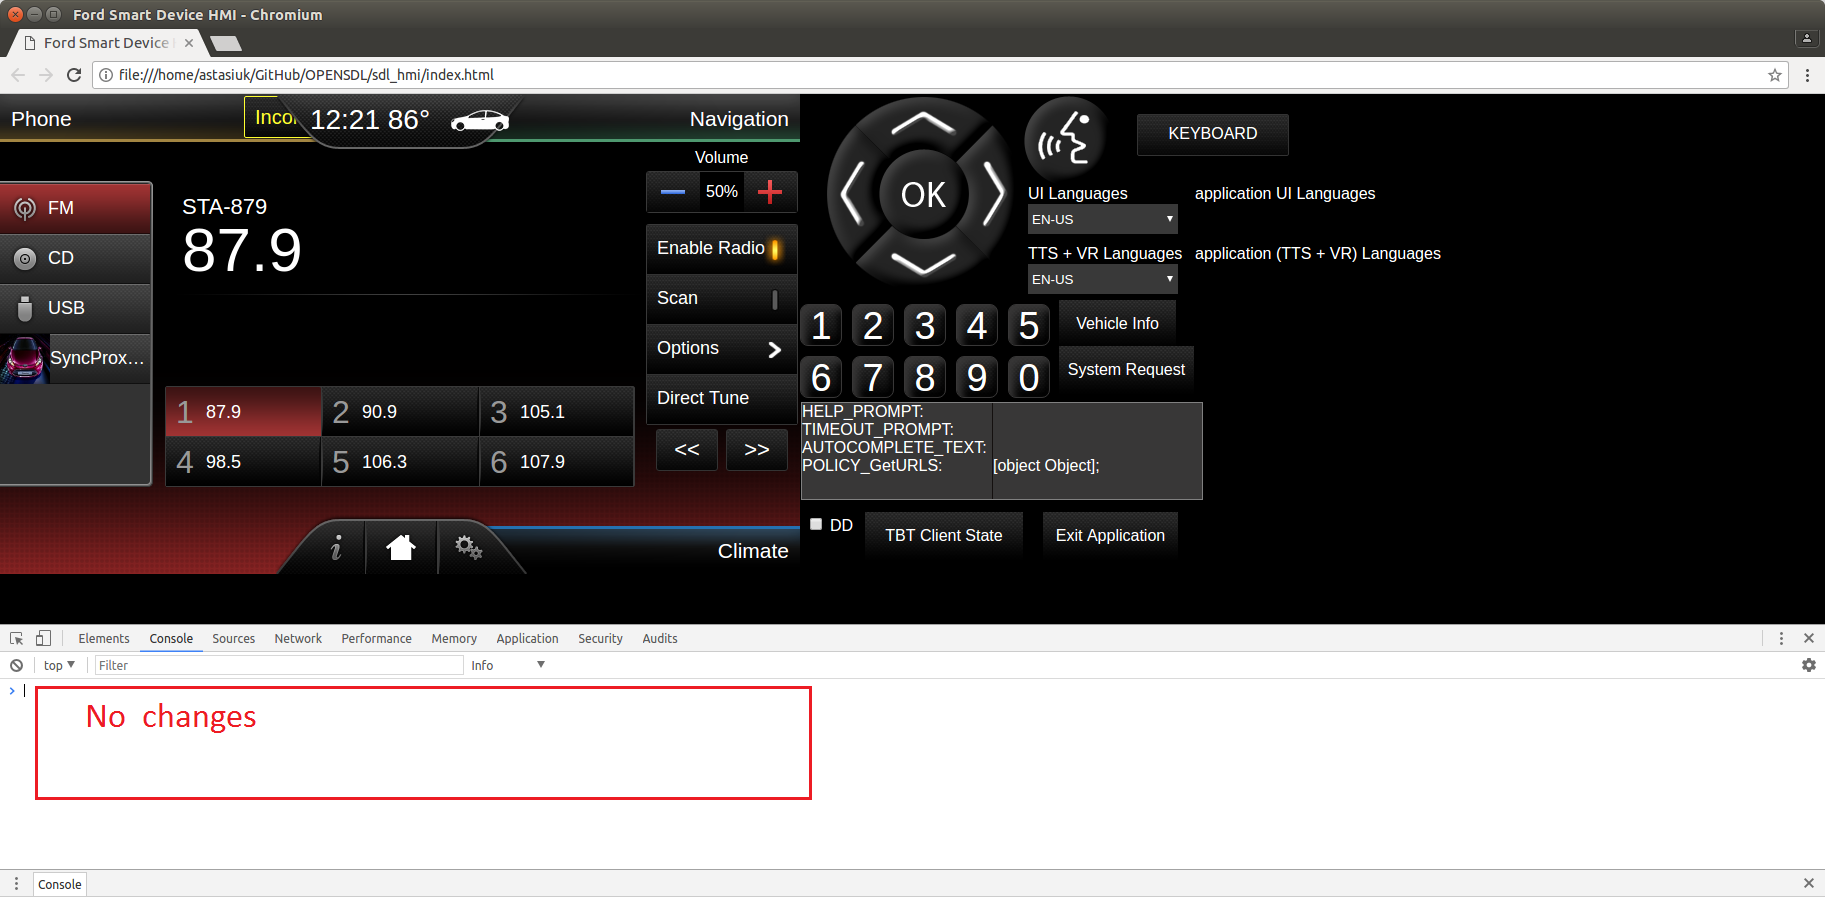 Ford Smart Device HMI - Chromium
Ford Smart Device
file:///home/astasiuk/GitHub/OPENSDL/sdl_hmi/index.html
Phone
Incor
12:21 86°
Navigation
Volume
50%
FM
CD
USB
SyncProx...
STA-879
87.9
Enable Radio
Scan
Options
Direct Tune
<< >>
1 87.9 2 90.9 3 105.1
4 98.5 5 106.3 6 107.9
i
Climate
OK
KEYBOARD
UI Languages application UI Languages
EN-US
TTS + VR Languages application (TTS + VR) Languages
EN-US
1 2 3 4 5 Vehicle Info
6 7 8 9 0 System Request
HELP_PROMPT:
TIMEOUT_PROMPT:
AUTOCOMPLETE_TEXT:
POLICY_GetURLS: [object Object];
DD TBT Client State Exit Application
Elements Console Sources Network Performance Memory Application Security Audits
top Filter Info
No changes
Console